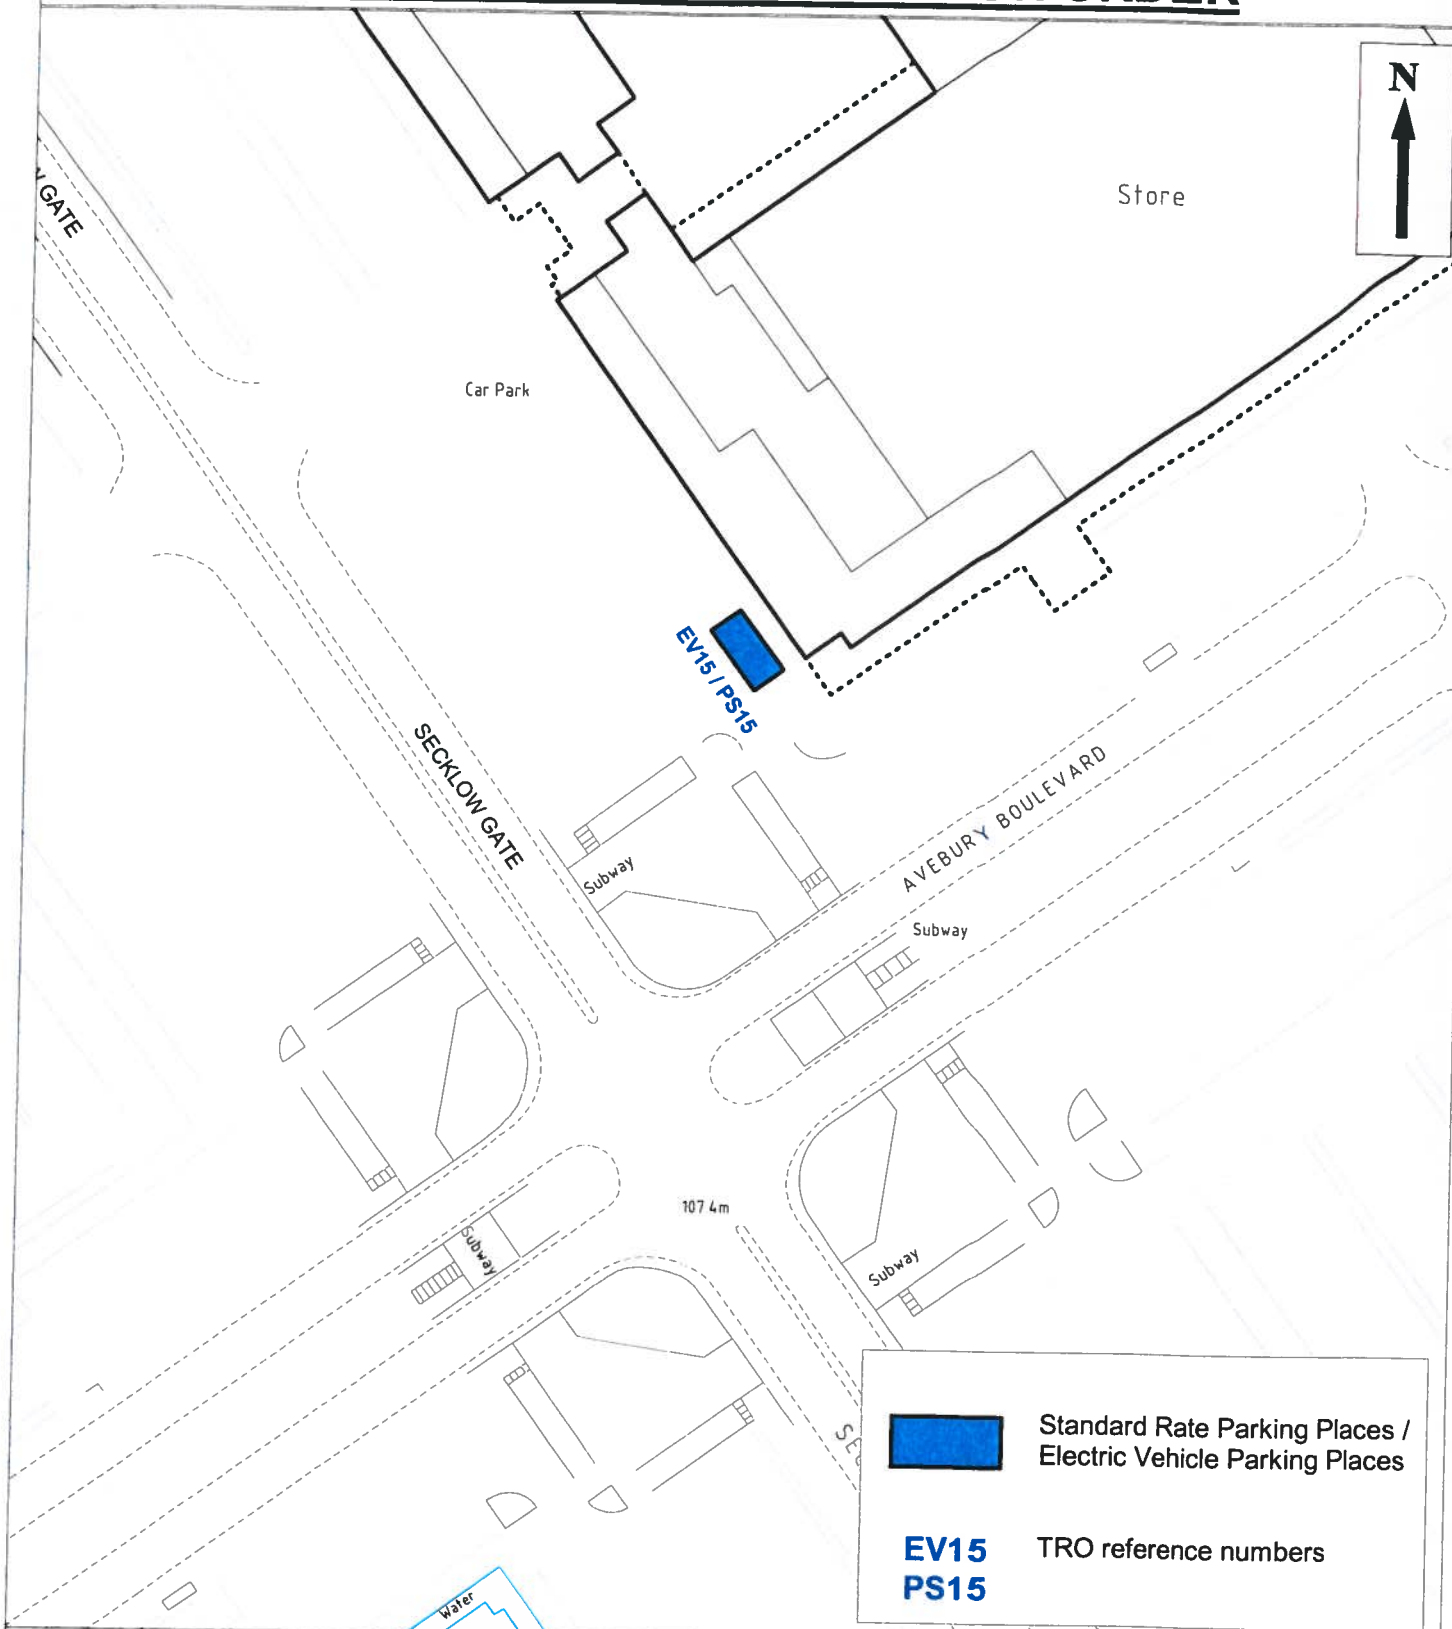 N
Store
GATE
Car Park
EV15 / PS15
SECKLOW GATE
AVEBURY BOULEVARD
Subway
Subway
107 4m
Subway
Subway
Standard Rate Parking Places /
Electric Vehicle Parking Places
EV15
TRO reference numbers
PS15
Water